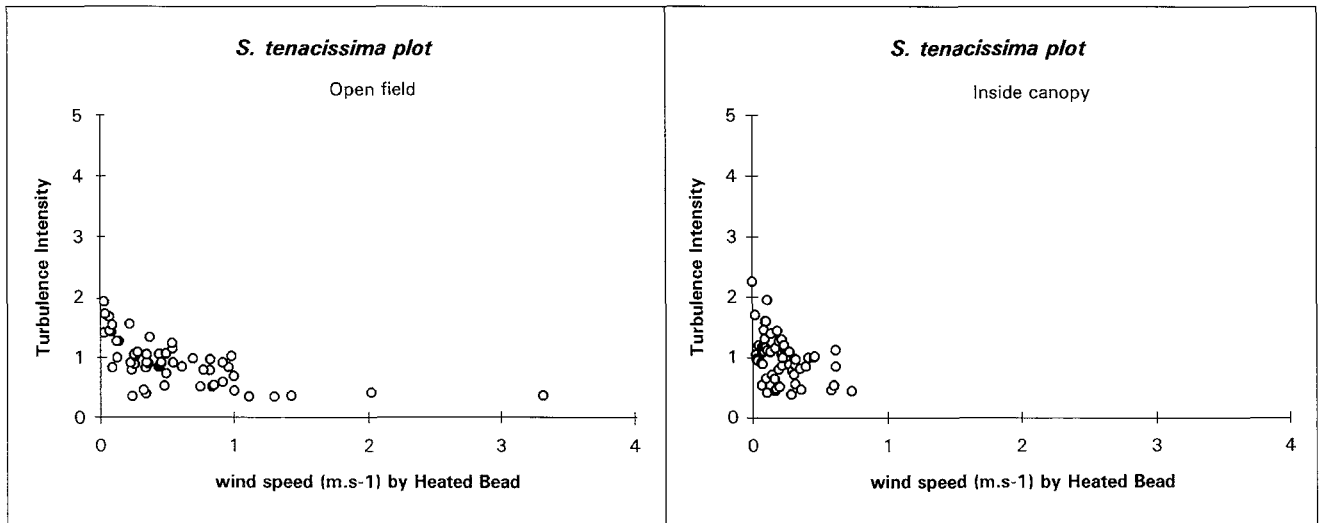 S. tenacissima plot
Open field
5
4
3
2
1
0
Turbulence Intensity
0 1 2 3 4
wind speed (m.s-1) by Heated Bead
S. tenacissima plot
Inside canopy
5
4
3
2
1
0
Turbulence Intensity
0 1 2 3 4
wind speed (m.s-1) by Heated Bead